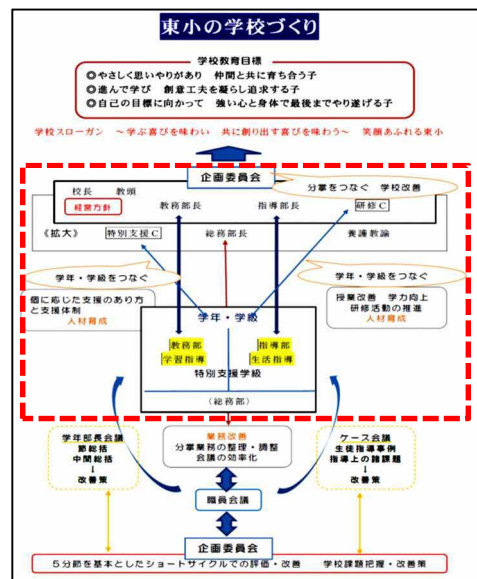 東小の学校づくり
学校教育目標
◎やさしく思いやりがあり 仲間と共に育ち合う子
◎進んで学び 創意工夫を凝らし追求する子
◎自己の目標に向かって 強い心と身体で最後までやり遂げる子
学校スローガン ～学ぶ喜びを味わい 共に創り出す喜びを味わう～ 笑顔あふれる東小
企画委員会
分掌をつなぐ 学校改善
校長 教頭
経営方針
教務部長
指導部長
研修C
《拡大》
特別支援C
総務部長
養護教諭
学年・学級をつなぐ
学年・学級をつなぐ
個に応じた支援のあり方
と支援体制
人材育成
授業改善 学力向上
研修活動の推進
人材育成
学年・学級
教務部
学習指導
指導部
生活指導
特別支援学級
（総務部）
学年部長会議
節総括
中間総括
↓
改善策
業務改善
分掌業務の整理・調整
会議の効率化
ケース会議
生徒指導事例
指導上の諸課題
↓
改善策
職員会議
企画委員会
５分節を基本としたショートサイクルでの評価・改善 学校課題把握・改善策